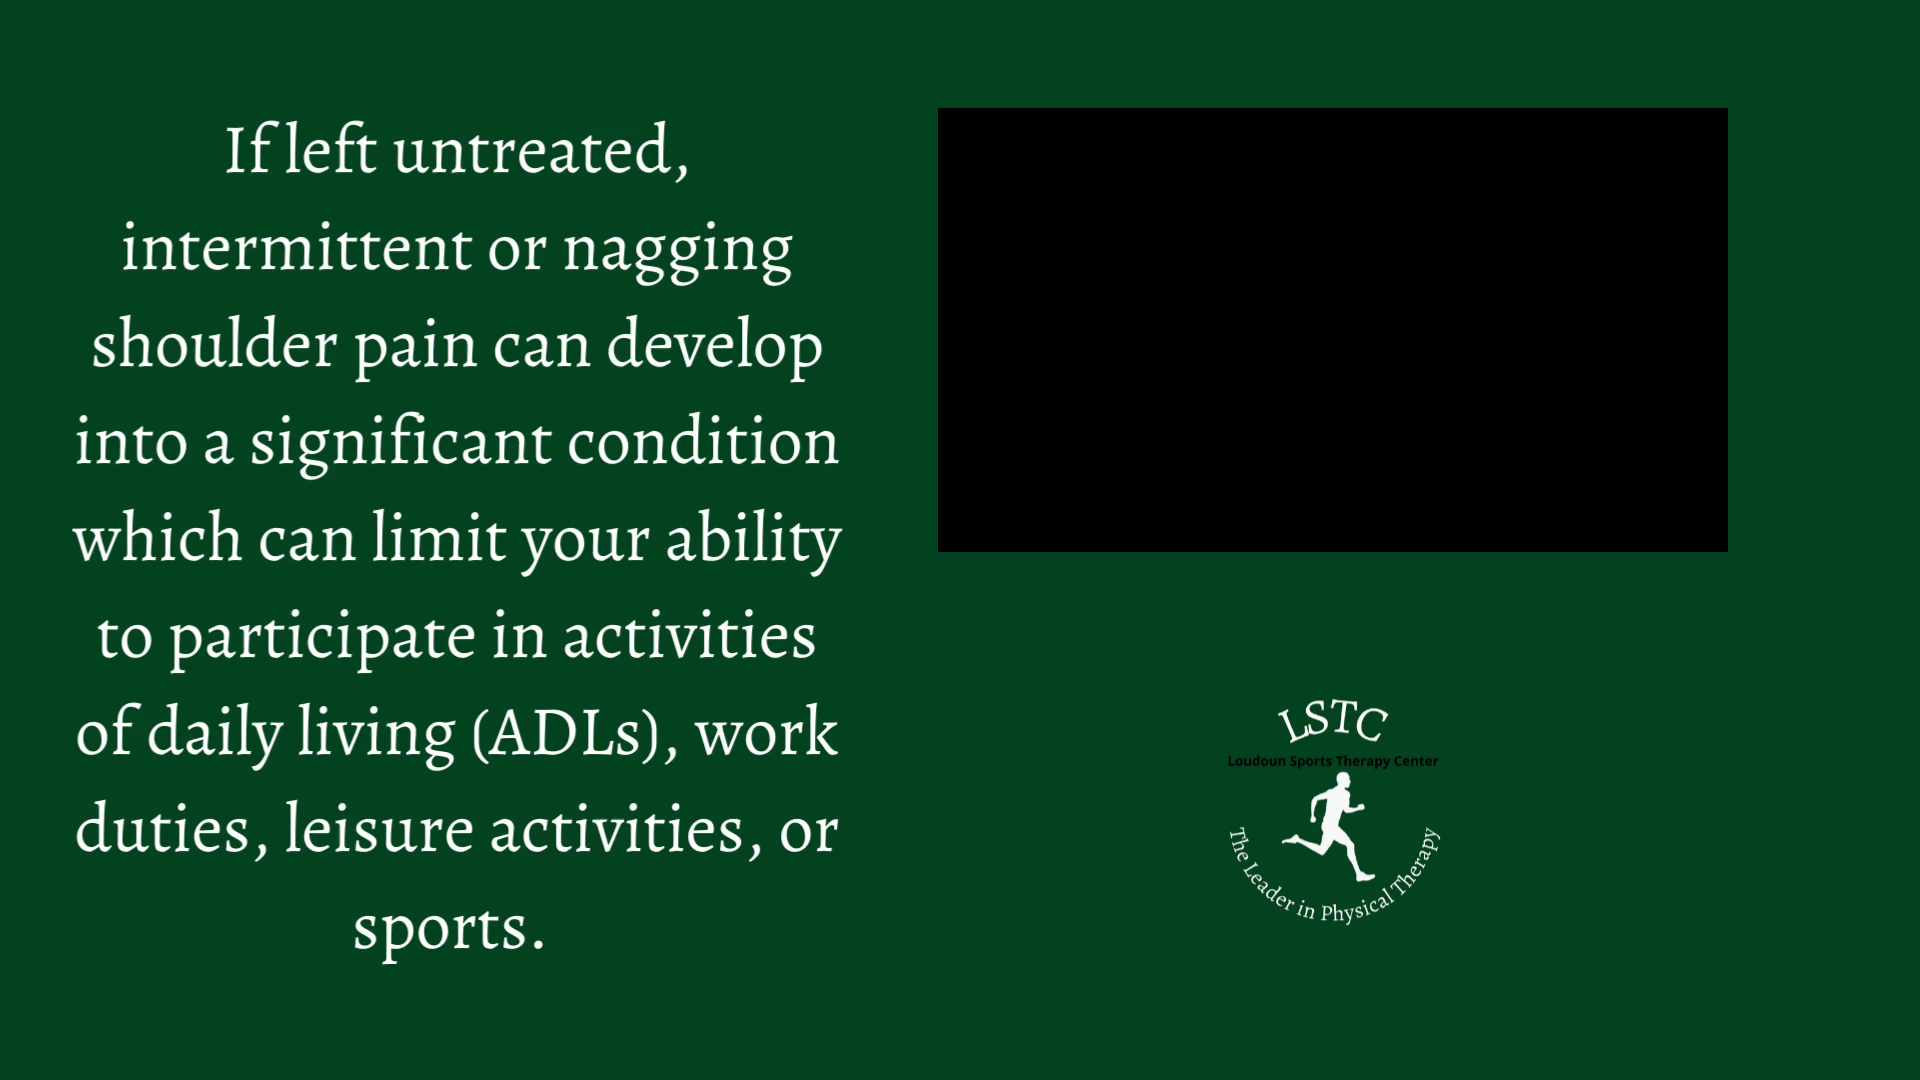 If left untreated,
intermittent or nagging
shoulder pain can develop
into a significant condition
which can limit your ability
to participate in activities
of daily living (ADLs), work
duties, leisure activities, or
sports.
LSTC
Loudoun Sports Therapy Center
The Leader in Physical Therapy